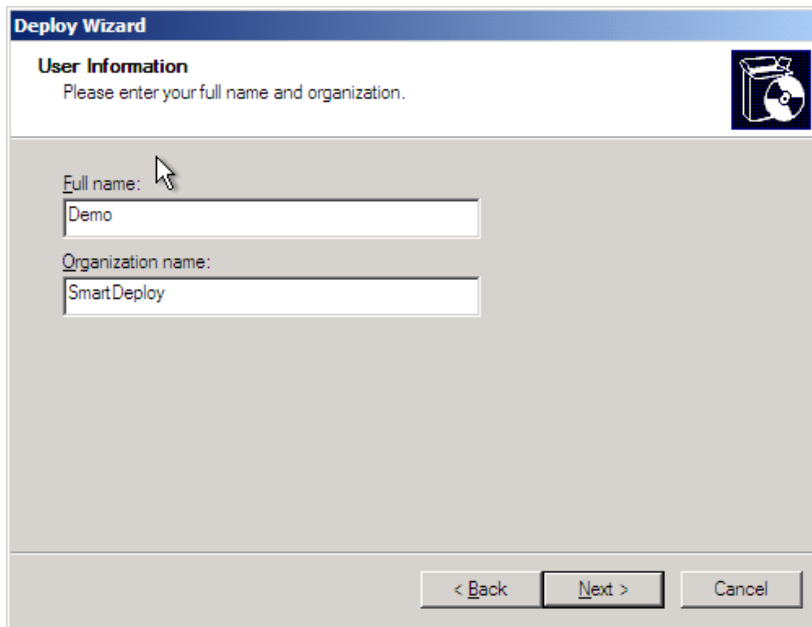 Deploy Wizard
User Information
Please enter your full name and organization.
Full name:
Demo
Organization name:
SmartDeploy
< Back
Next >
Cancel